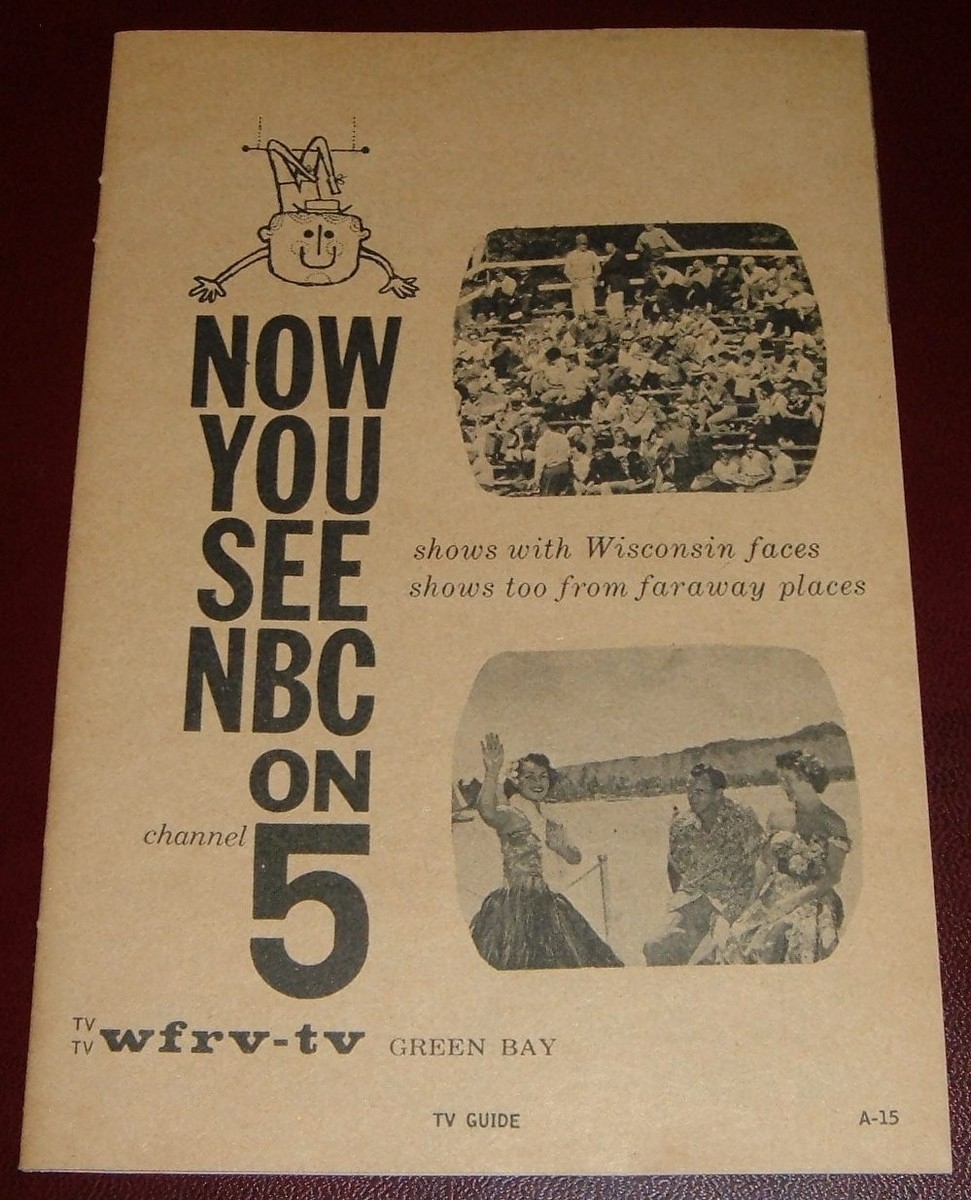 NOW
YOU
SEE
NBC
ON
channel 5
shows with Wisconsin faces
shows too from faraway places
TV
TV
wfrv-tv GREEN BAY
TV GUIDE
A-15